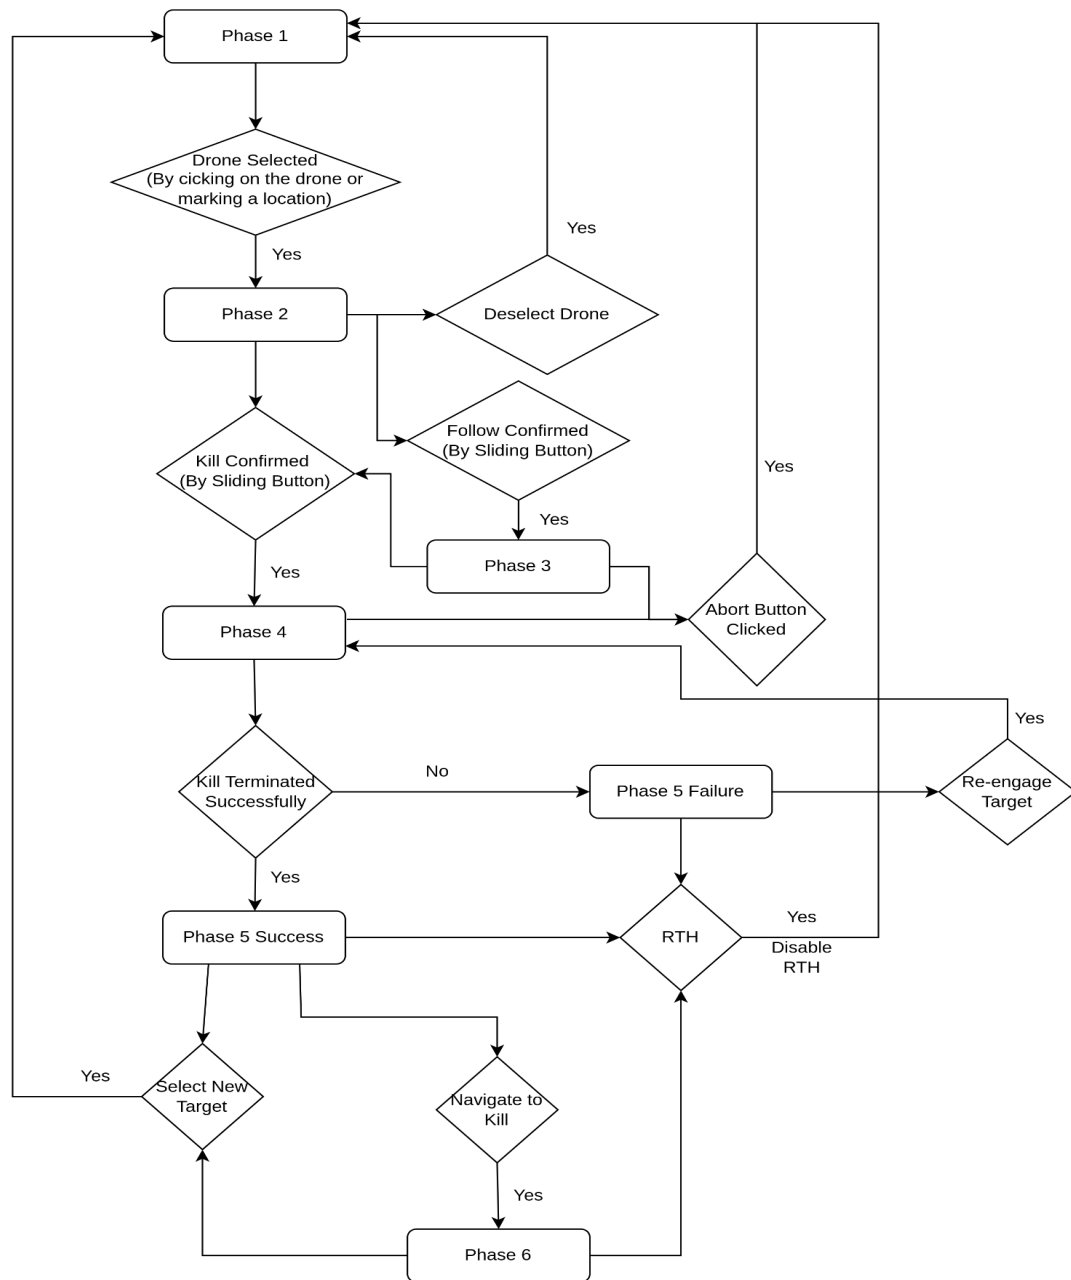 Phase 1
Drone Selected
(By cicking on the drone or
marking a location)
Yes
Yes
Phase 2
Deselect Drone
Follow Confirmed
(By Sliding Button)
Kill Confirmed
(By Sliding Button)
Yes
Yes
Phase 3
Yes
Abort Button
Clicked
Phase 4
Yes
Kill Terminated
Successfully
No
Phase 5 Failure
Re-engage
Target
Yes
Phase 5 Success
RTH
Yes
Disable
RTH
Yes
Select New
Target
Navigate to
Kill
Yes
Phase 6